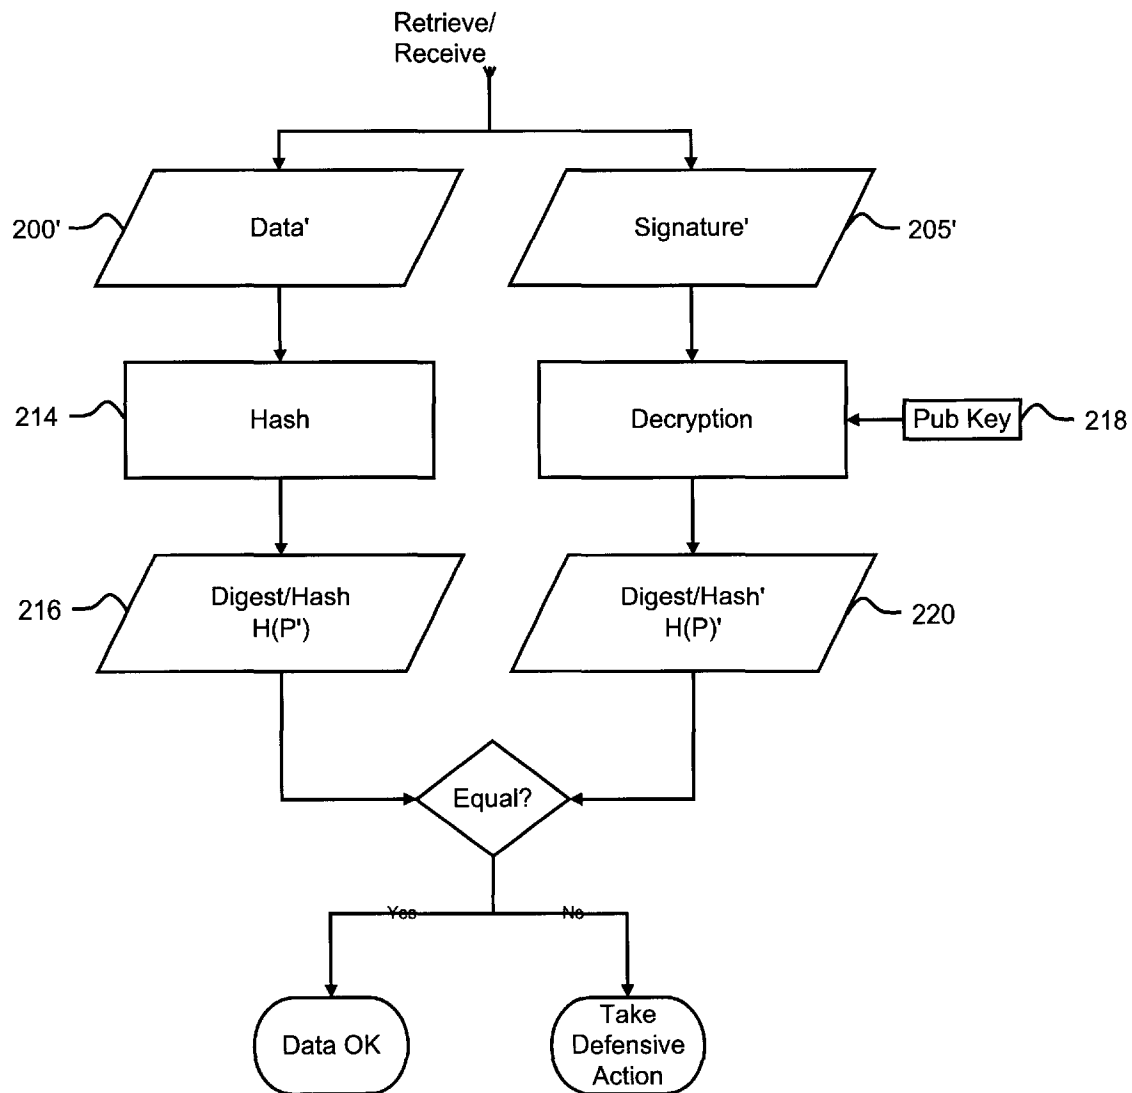 Retrieve/
Receive
200'
Data'
Signature'
205'
214
Hash
Decryption
Pub Key
218
216
Digest/Hash
H(P')
Digest/Hash'
H(P)'
220
Equal?
Yes
No
Data OK
Take
Defensive
Action